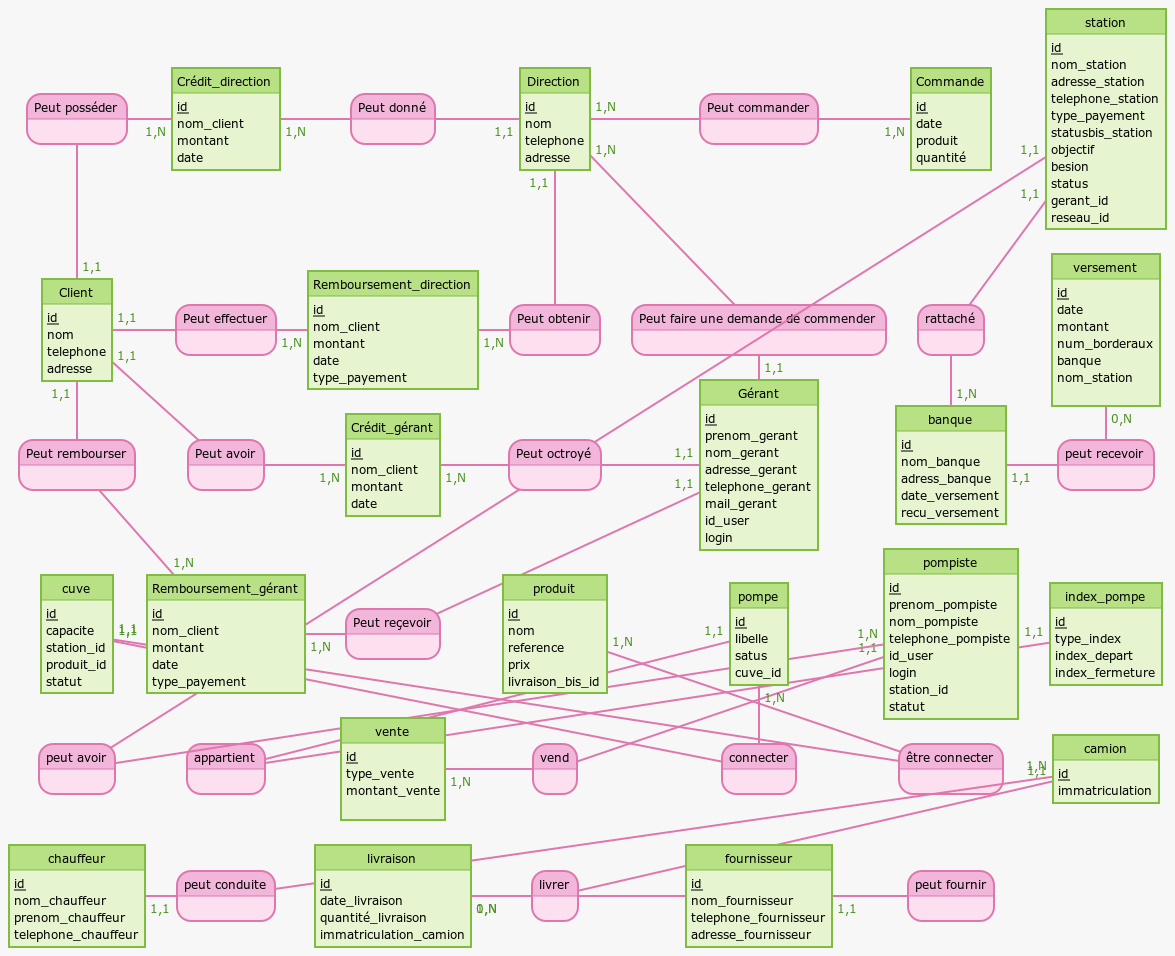 station
id
nom_station
adresse_station
telephone_station
type_payement
statusbis_station
objectif
besion
status
gerant_id
reseau_id
1,1
1,1
Peut posséder
1,N
Crédit_direction
id
nom_client
montant
date
1,N
Peut donné
1,1
Direction
id
nom
telephone
adresse
1,N
1,N
1,1
Peut commander
1,N
Commande
id
date
produit
quantité
1,1
Client
id
nom
telephone
adresse
1,1
1,1
1,1
Peut effectuer
1,N
Remboursement_direction
id
nom_client
montant
date
type_payement
1,N
Peut obtenir
Peut faire une demande de commender
1,1
rattaché
1,N
versement
id
date
montant
num_borderaux
banque
nom_station
0,N
Peut rembourser
1,N
Peut avoir
1,N
Crédit_gérant
id
nom_client
montant
date
1,N
Peut octroyé
1,1
1,1
Gérant
id
prenom_gerant
nom_gerant
adresse_gerant
telephone_gerant
mail_gerant
id_user
login
banque
id
nom_banque
adress_banque
date_versement
recu_versement
1,1
peut recevoir
cuve
id
capacite
station_id
produit_id
statut
1,1
1,1
Remboursement_gérant
id
nom_client
montant
date
type_payement
1,N
Peut reçevoir
produit
id
nom
reference
prix
livraison_bis_id
1,N
1,1
pompe
id
libelle
satus
cuve_id
1,N
1,N
1,1
pompiste
id
prenom_pompiste
nom_pompiste
telephone_pompiste
id_user
login
station_id
statut
1,1
index_pompe
id
type_index
index_depart
index_fermeture
peut avoir
appartient
vente
id
type_vente
montant_vente
1,N
vend
connecter
être connecter
1,N
1,1
camion
id
immatriculation
chauffeur
id
nom_chauffeur
prenom_chauffeur
telephone_chauffeur
1,1
peut conduite
livraison
id
date_livraison
quantité_livraison
immatriculation_camion
0,N
1,N
livrer
fournisseur
id
nom_fournisseur
telephone_fournisseur
adresse_fournisseur
1,1
peut fournir